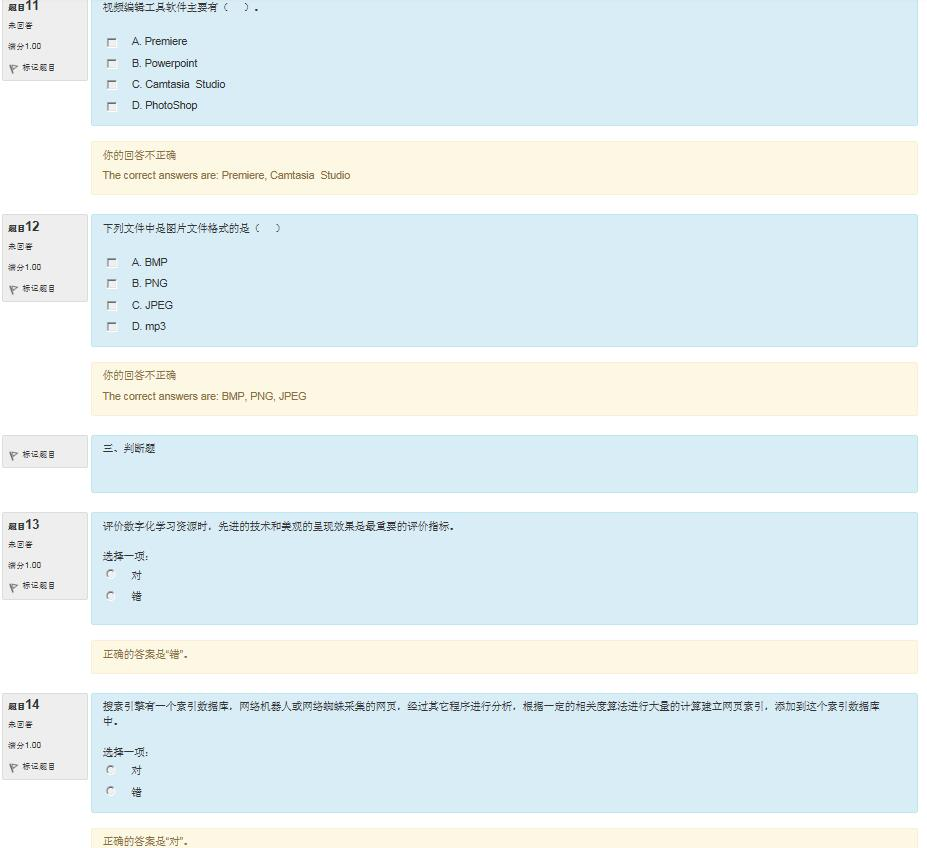 题目11
未回答
满分1.00
标记题目
视频编辑工具软件主要有（ ）。
A. Premiere
B. Powerpoint
C. Camtasia Studio
D. PhotoShop
你的回答不正确
The correct answers are: Premiere, Camtasia Studio
题目12
未回答
满分1.00
标记题目
下列文件中是图片文件格式的是（ ）
A. BMP
B. PNG
C. JPEG
D. mp3
你的回答不正确
The correct answers are: BMP, PNG, JPEG
标记题目
三、判断题
题目13
未回答
满分1.00
标记题目
评价数字化学习资源时，先进的技术和美观的呈现效果是最重要的评价指标。
选择一项：
对
错
正确的答案是“错”。
题目14
未回答
满分1.00
标记题目
搜素引擎有一个索引数据库，网络机器人或网络蜘蛛采集的网页，经过其它程序进行分析，根据一定的相关度算法进行大量的计算建立网页索引，添加到这个索引数据库
中。
选择一项：
对
错
正确的答案是“对”。